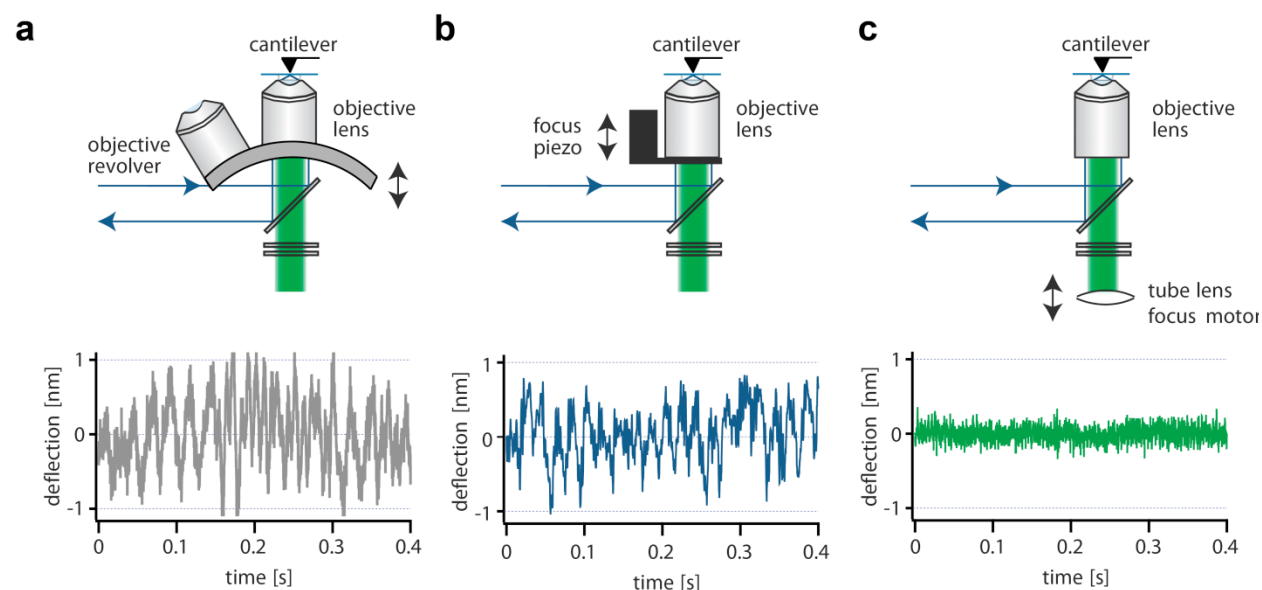 a
cantilever
objective
lens
objective
revolver
1
0
-1
deflection [nm]
0
0.1
0.2
0.3
0.4
time [s]
b
cantilever
objective
lens
focus
piezo
1
0
-1
deflection [nm]
0
0.1
0.2
0.3
0.4
time [s]
c
cantilever
objective
lens
tube lens
focus motor
1
0
-1
deflection [nm]
0
0.1
0.2
0.3
0.4
time [s]